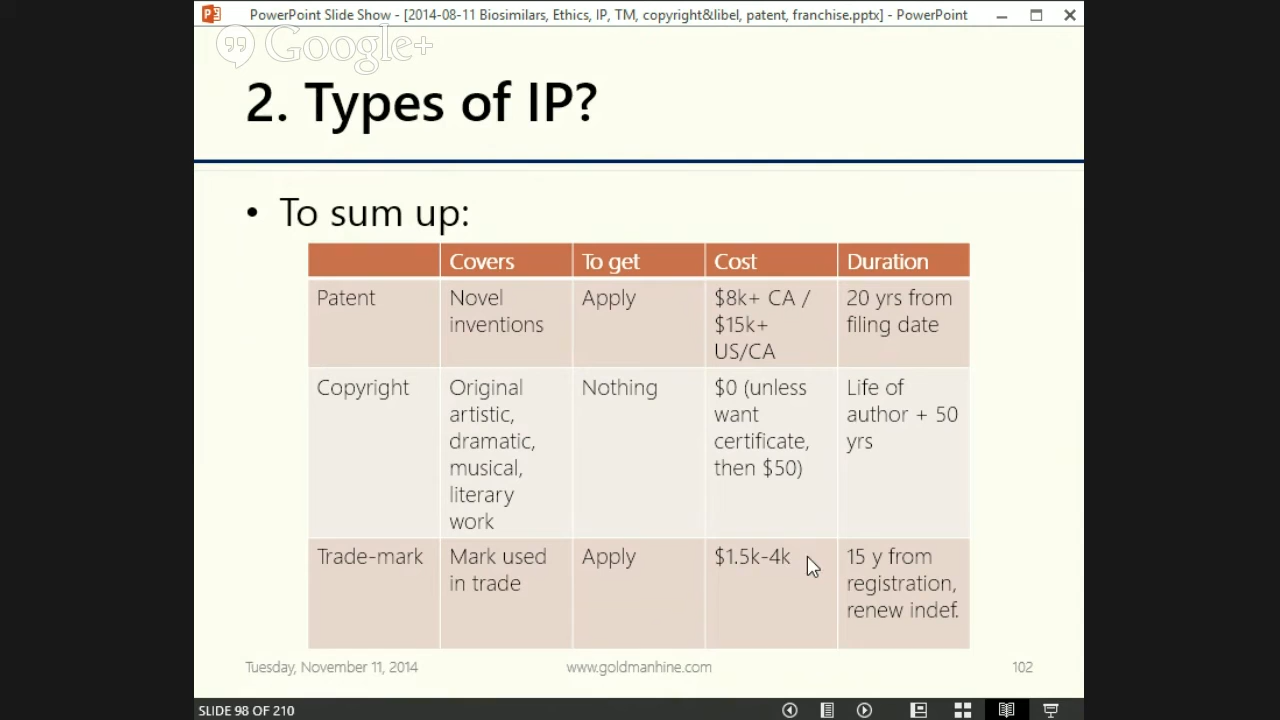 PowerPoint Slide Show - [2014-08-11 Biosimilars, Ethics, IP, TM, copyright&libel, patent, franchise.pptx] - PowerPoint
Google+
2. Types of IP?
• To sum up:
Covers To get Cost Duration
Patent
Novel
inventions
Apply
$8k+ CA /
$15k+
US/CA
20 yrs from
filing date
Copyright
Original
artistic,
dramatic,
musical,
literary
work
Nothing
$0 (unless
want
certificate,
then $50)
Life of
author + 50
yrs
Trade-mark
Mark used
in trade
Apply
$1.5k-4k
15 y from
registration,
renew indef.
Tuesday, November 11, 2014 www.goldmanhine.com 102
SLIDE 98 OF 210